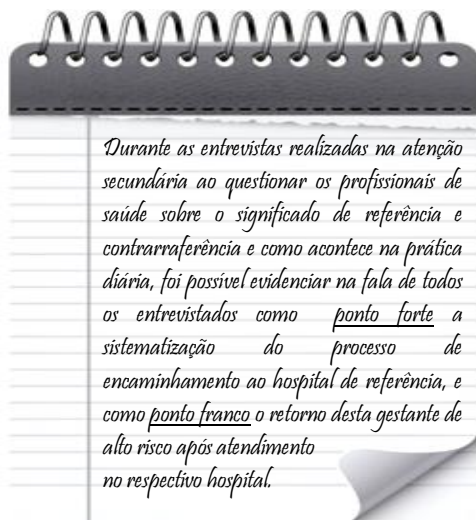 Durante as entrevistas realizadas na atenção
secundária ao questionar os profissionais de
saúde sobre o significado de referência e
contrarraferência e como acontece na prática
diária, foi possível evidenciar na fala de todos
os entrevistados como ponto forte a
sistematização do processo de
encaminhamento ao hospital de referência, e
como ponto franco o retorno desta gestante de
alto risco após atendimento
no respectivo hospital.